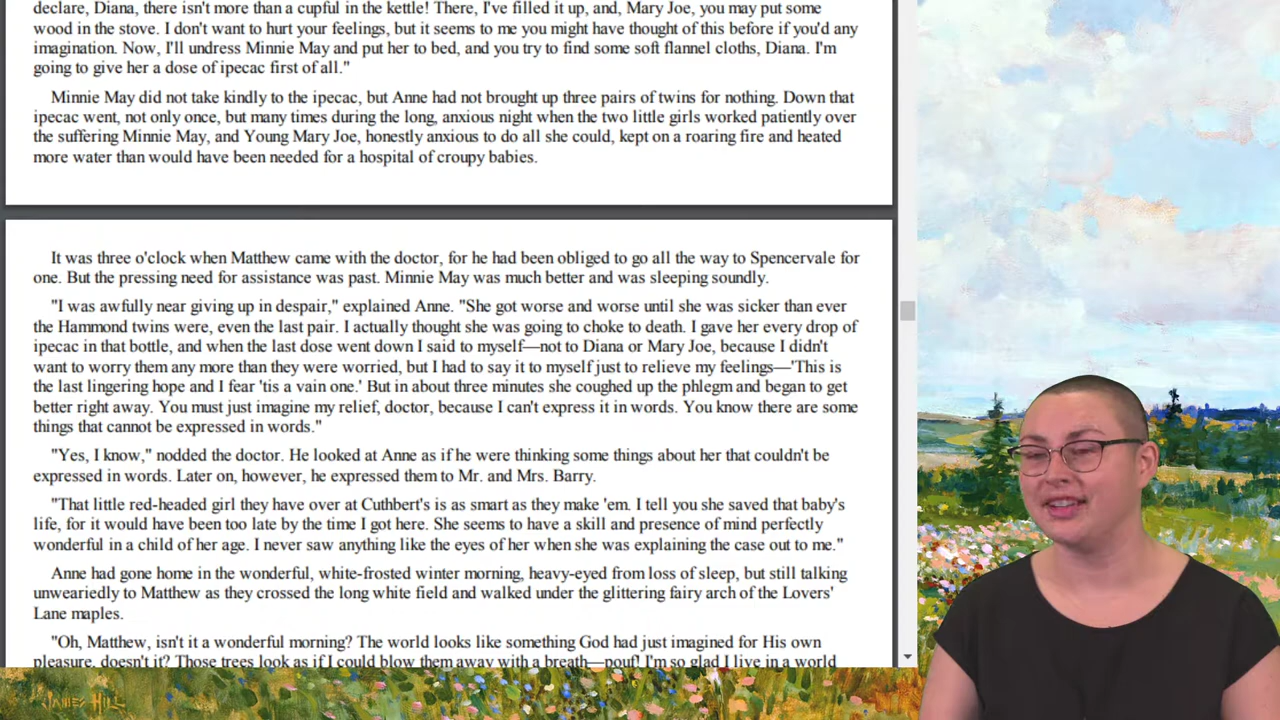 declare, Diana, there isn't more than a cupful in the kettle! There, I've filled it up, and, Mary Joe, you may put some
wood in the stove. I don't want to hurt your feelings, but it seems to me you might have thought of this before if you'd any
imagination. Now, I'll undress Minnie May and put her to bed, and you try to find some soft flannel cloths, Diana. I'm
going to give her a dose of ipecac first of all."
Minnie May did not take kindly to the ipecac, but Anne had not brought up three pairs of twins for nothing. Down that
ipecac went, not only once, but many times during the long, anxious night when the two little girls worked patiently over
the suffering Minnie May, and Young Mary Joe, honestly anxious to do all she could, kept on a roaring fire and heated
more water than would have been needed for a hospital of croupy babies.
It was three o'clock when Matthew came with the doctor, for he had been obliged to go all the way to Spencervale for
one. But the pressing need for assistance was past. Minnie May was much better and was sleeping soundly.
"I was awfully near giving up in despair," explained Anne. "She got worse and worse until she was sicker than ever
the Hammond twins were, even the last pair. I actually thought she was going to choke to death. I gave her every drop of
ipecac in that bottle, and when the last dose went down I said to myself—not to Diana or Mary Joe, because I didn't
want to worry them any more than they were worried, but I had to say it to myself just to relieve my feelings—'This is
the last lingering hope and I fear 'tis a vain one.' But in about three minutes she coughed up the phlegm and began to get
better right away. You must just imagine my relief, doctor, because I can't express it in words. You know there are some
things that cannot be expressed in words."
"Yes, I know," nodded the doctor. He looked at Anne as if he were thinking some things about her that couldn't be
expressed in words. Later on, however, he expressed them to Mr. and Mrs. Barry.
"That little red-headed girl they have over at Cuthbert's is as smart as they make 'em. I tell you she saved that baby's
life, for it would have been too late by the time I got here. She seems to have a skill and presence of mind perfectly
wonderful in a child of her age. I never saw anything like the eyes of her when she was explaining the case out to me."
Anne had gone home in the wonderful, white-frosted winter morning, heavy-eyed from loss of sleep, but still talking
unweariedly to Matthew as they crossed the long white field and walked under the glittering fairy arch of the Lovers'
Lane maples.
"Oh, Matthew, isn't it a wonderful morning? The world looks like something God had just imagined for His own
pleasure, doesn't it? Those trees look as if I could blow them away with a breath—pouf! I'm so glad I live in a world
JAMES HILL